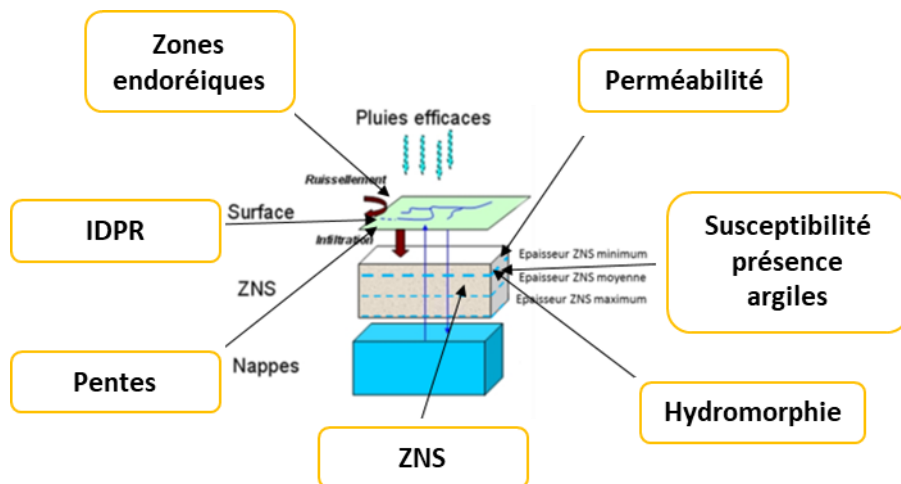 Zones
endoréiques
Perméabilité
Pluies efficaces
Ruissellement
IDPR
Surface
Infiltration
Susceptibilité
présence
argiles
Epaisseur ZNS minimum
Epaisseur ZNS moyenne
Epaisseur ZNS maximum
ZNS
Pentes
Nappes
Hydromorphie
ZNS